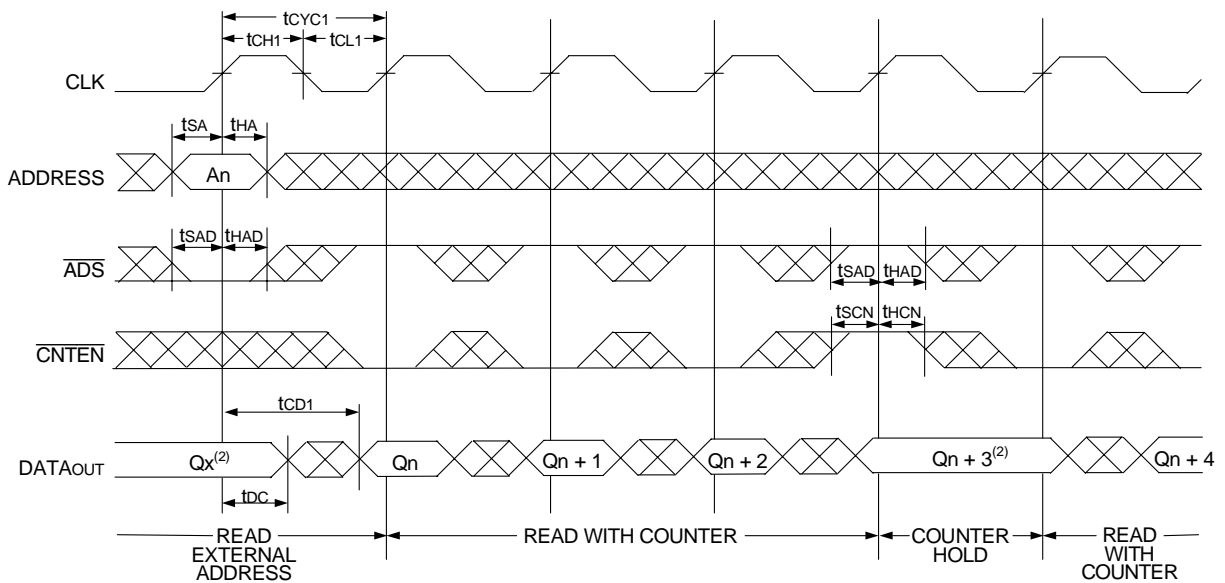 tCYC1
tCH1 tCL1
CLK
tSA tHA
ADDRESS An
tSAD tHAD
ADS
tSAD tHAD
tSCN tHCN
CNTEN
tCD1
DATAOUT Qx(2) Qn Qn + 1 Qn + 2 Qn + 3(2) Qn + 4
tDC
READ EXTERNAL ADDRESS
READ WITH COUNTER
COUNTER HOLD
READ WITH COUNTER